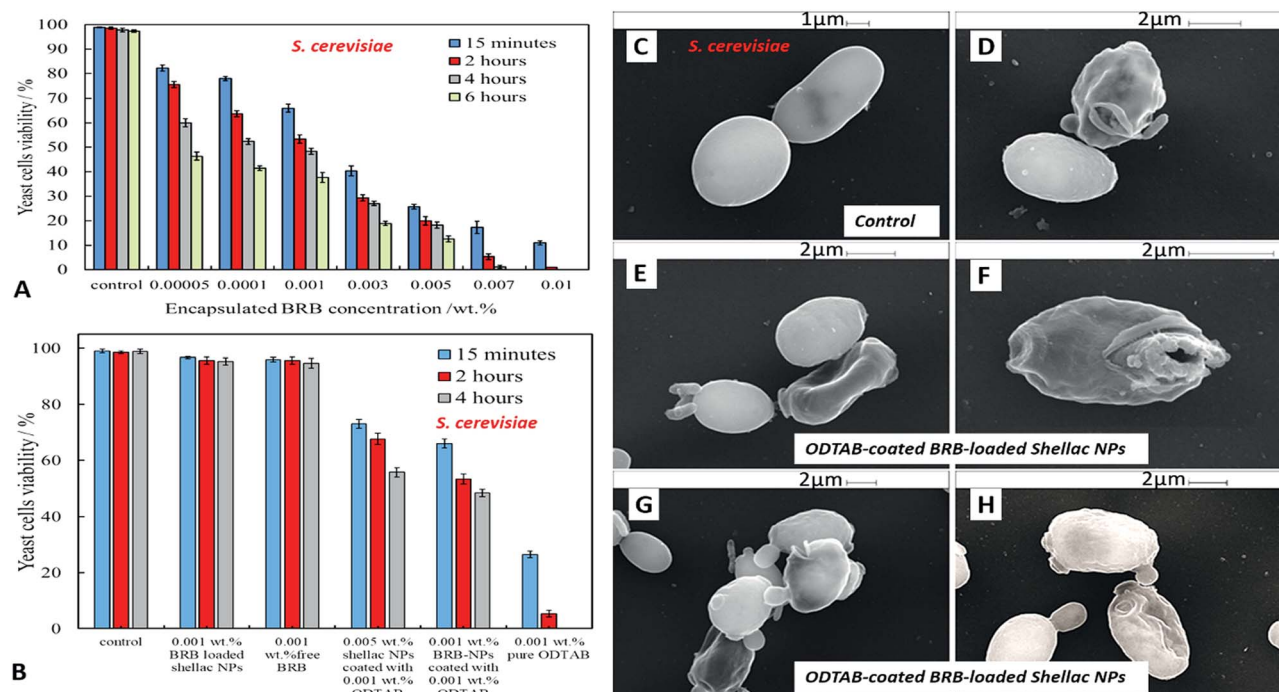 100
90
80
70
60
50
40
30
20
10
0
Yeast cells viability / %
S. cerevisiae
15 minutes
2 hours
4 hours
6 hours
control 0.00005 0.0001 0.001 0.003 0.005 0.007 0.01
Encapsulated BRB concentration /wt.%
A
100
80
60
40
20
0
Yeast cells viability / %
15 minutes
2 hours
4 hours
S. cerevisiae
control
0.001 wt.%
BRB loaded
shellac NPs
0.001
wt.%free
BRB
0.005 wt.%
shellac NPs
coated with
0.001 wt.%
ODTAB
0.001 wt.%
BRB-NPs
coated with
0.001 wt.%
ODTAB
0.001 wt.%
pure ODTAB
B
1μm
C
S. cerevisiae
Control
2μm
D
2μm
E
2μm
F
ODTAB-coated BRB-loaded Shellac NPs
2μm
G
2μm
H
ODTAB-coated BRB-loaded Shellac NPs